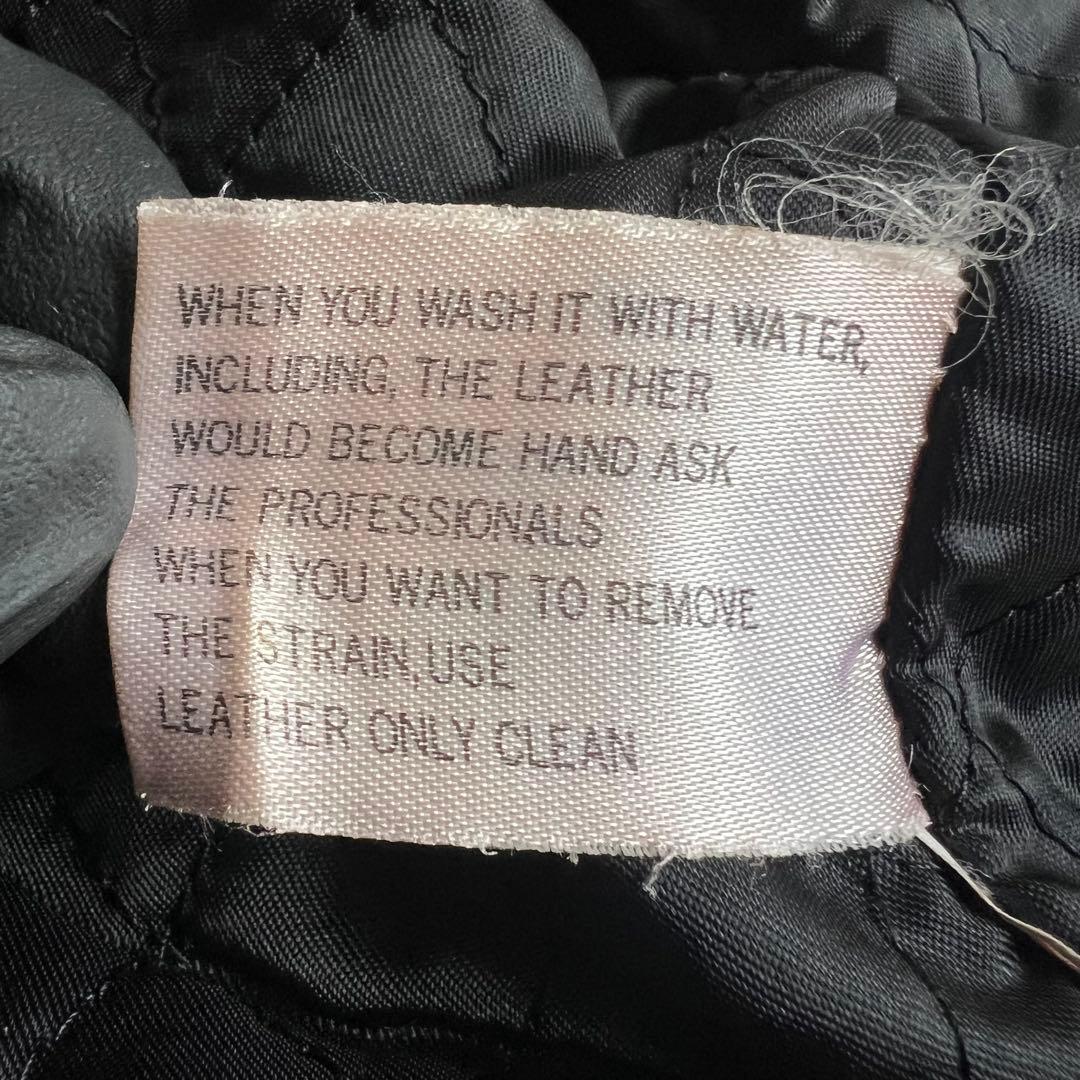 WHEN YOU WASH IT WITH WATER,
INCLUDING, THE LEATHER
WOULD BECOME HAND ASK
THE PROFESSIONALS
WHEN YOU WANT TO REMOVE
THE STRAIN, USE
LEATHER ONLY CLEAN